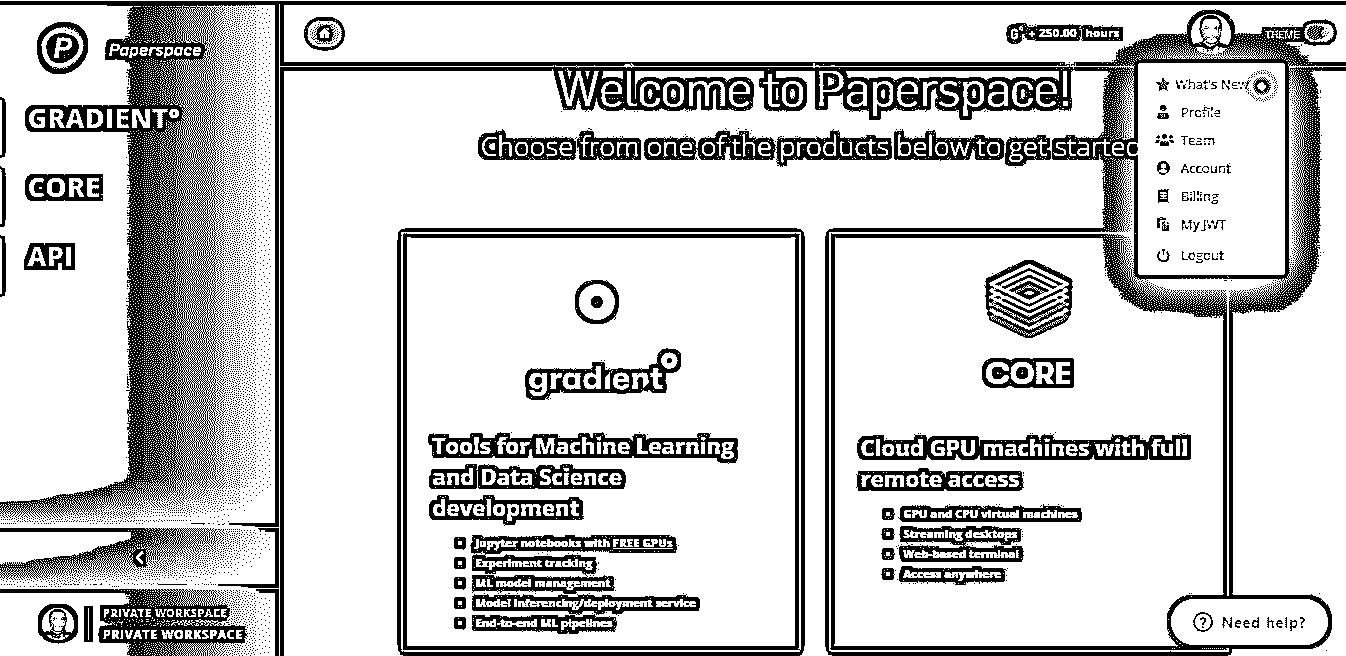 Paperspace
GRADIENT°
CORE
API
PRIVATE WORKSPACE
PRIVATE WORKSPACE
G° + 250.00 hours
THEME
What's New
Profile
Team
Account
Billing
My JWT
Logout
Welcome to Paperspace!
Choose from one of the products below to get started
gradient°
Tools for Machine Learning
and Data Science
development
Jupyter notebooks with FREE GPUs
Experiment tracking
ML model management
Model inferencing/deployment service
End-to-end ML pipelines
CORE
Cloud GPU machines with full
remote access
GPU and CPU virtual machines
Streaming desktops
Web-based terminal
Access anywhere
Need help?